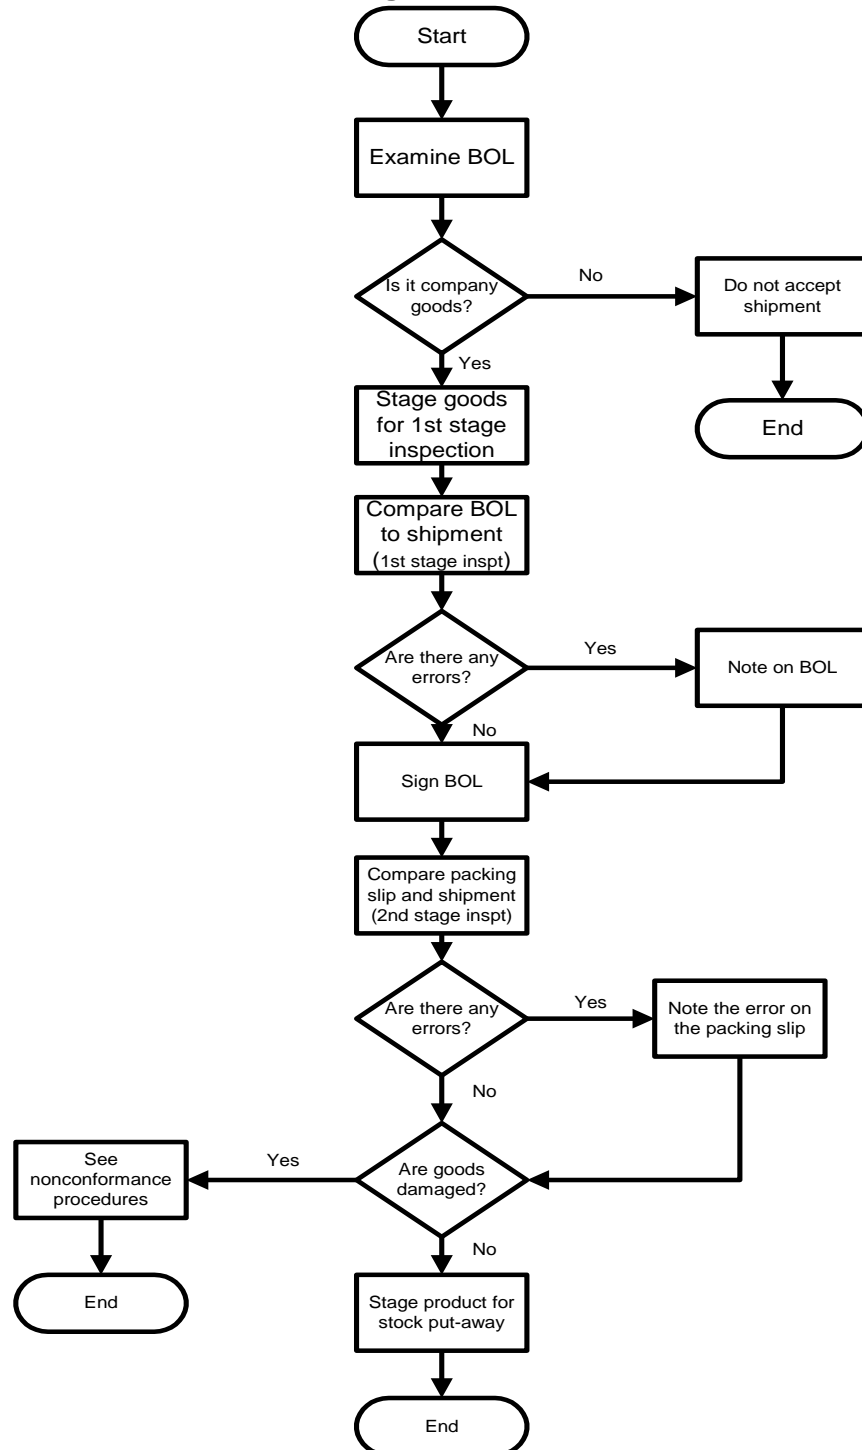 Start
Examine BOL
Is it company
goods?
No
Do not accept
shipment
End
Yes
Stage goods
for 1st stage
inspection
Compare BOL
to shipment
(1st stage inspt)
Are there any
errors?
Yes
Note on BOL
No
Sign BOL
Compare packing
slip and shipment
(2nd stage inspt)
Are there any
errors?
Yes
Note the error on
the packing slip
No
Are goods
damaged?
Yes
See
nonconformance
procedures
End
No
Stage product for
stock put-away
End